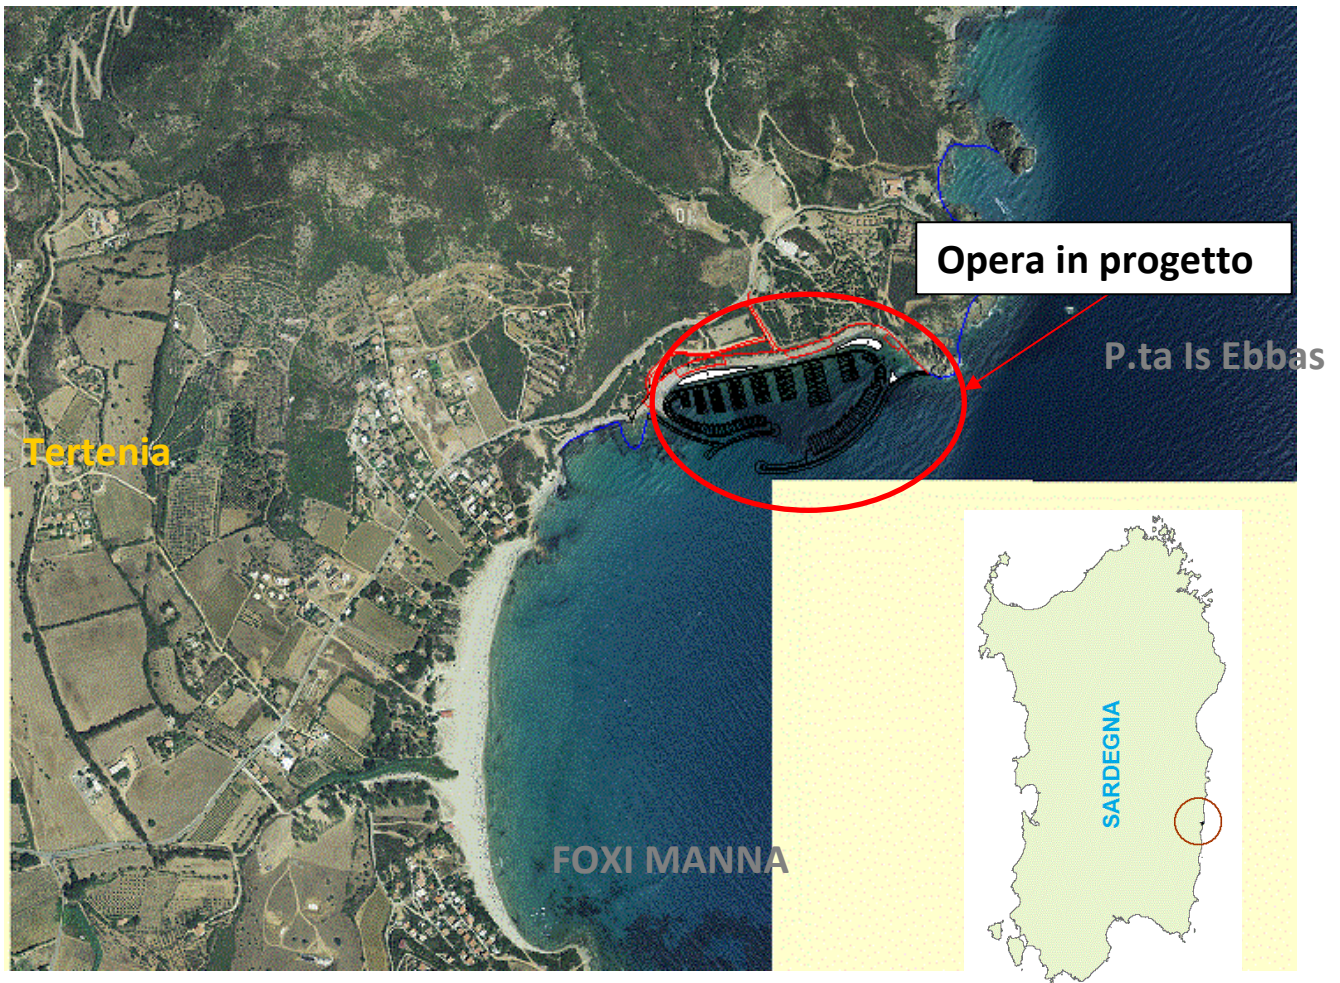 Opera in progetto
P.ta Is Ebbas
Tertenia
SARDEGNA
FOXI MANNA